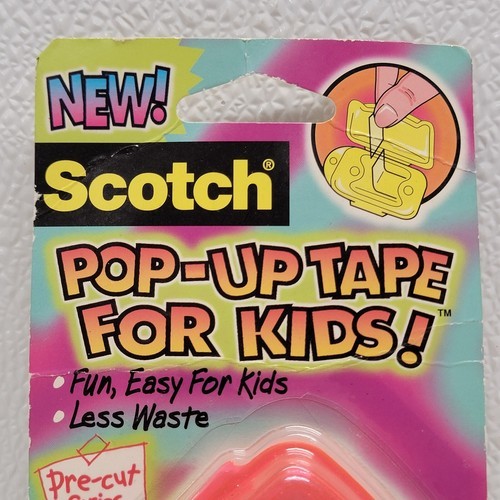 NEW!
Scotch®
POP-UP TAPE
FOR KIDS!™
• Fun, Easy For Kids
• Less Waste
Pre-cut